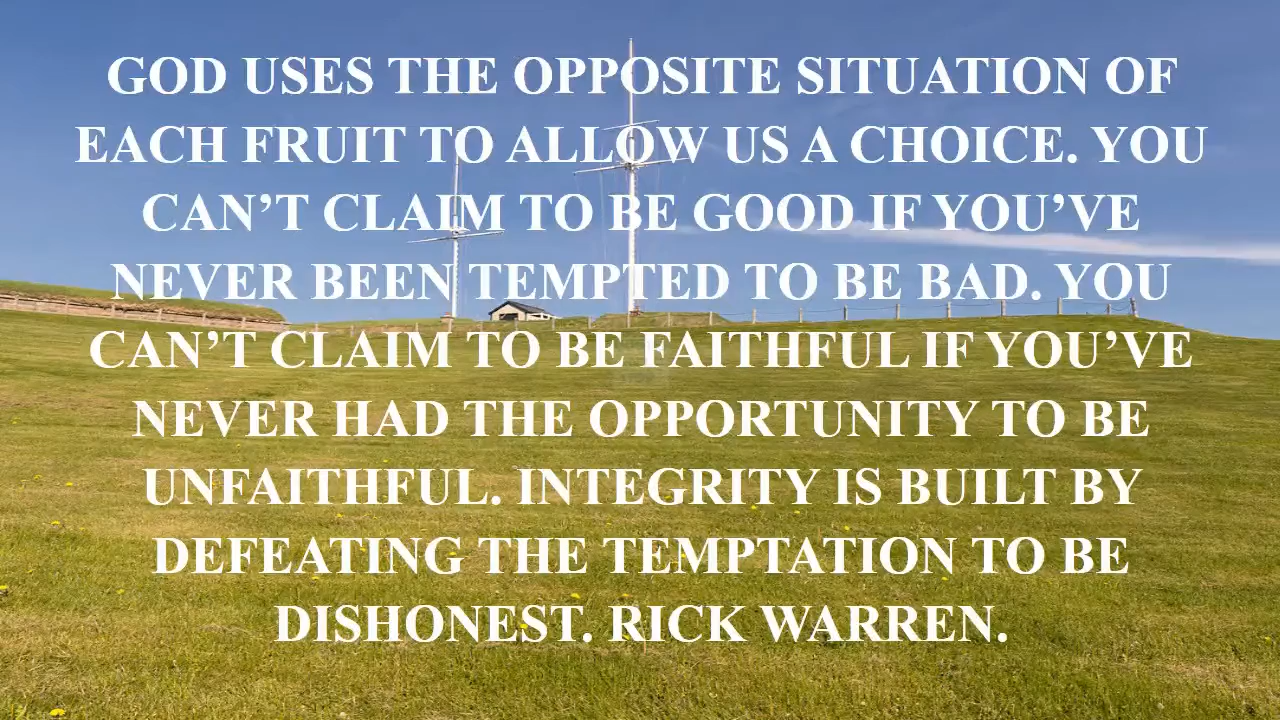 GOD USES THE OPPOSITE SITUATION OF
EACH FRUIT TO ALLOW US A CHOICE. YOU
CAN’T CLAIM TO BE GOOD IF YOU’VE
NEVER BEEN TEMPTED TO BE BAD. YOU
CAN’T CLAIM TO BE FAITHFUL IF YOU’VE
NEVER HAD THE OPPORTUNITY TO BE
UNFAITHFUL. INTEGRITY IS BUILT BY
DEFEATING THE TEMPTATION TO BE
DISHONEST. RICK WARREN.